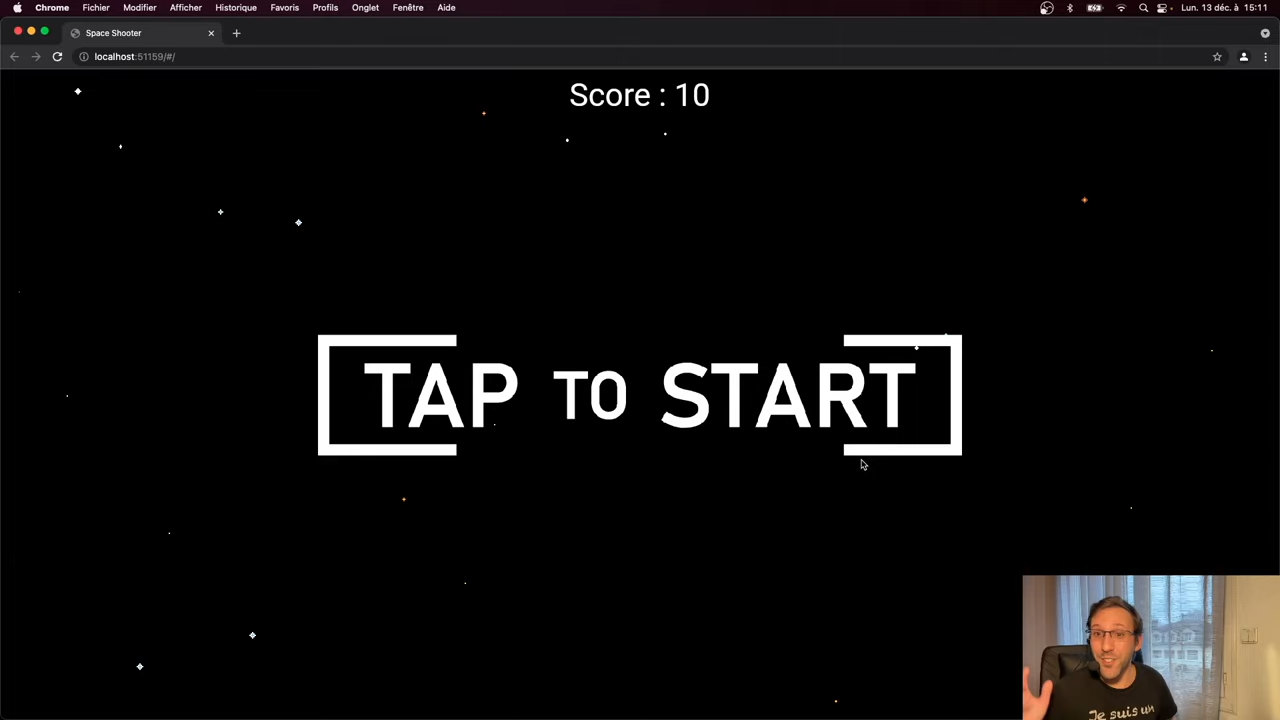 Chrome Fichier Modifier Afficher Historique Favoris Profils Onglet Fenêtre Aide Lun. 13 déc. à 15:11
Space Shooter
localhost:51159/#/
Score : 10
TAP TO START
Je suis un